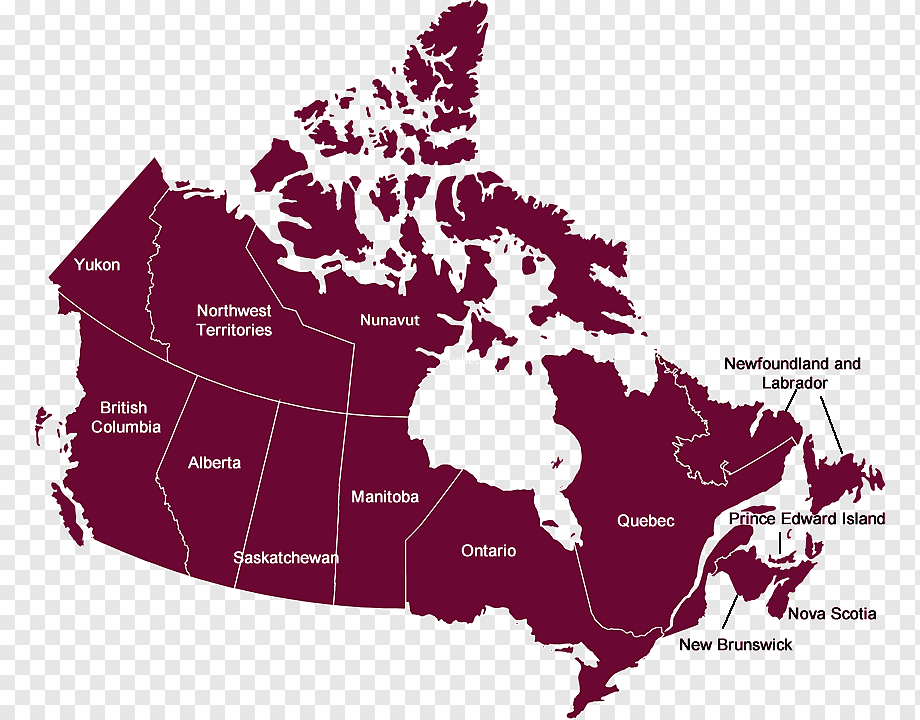 Yukon
Northwest
Territories
Nunavut
Newfoundland and
Labrador
British
Columbia
Alberta
Manitoba
Quebec
Prince Edward Island
Saskatchewan
Ontario
Nova Scotia
New Brunswick